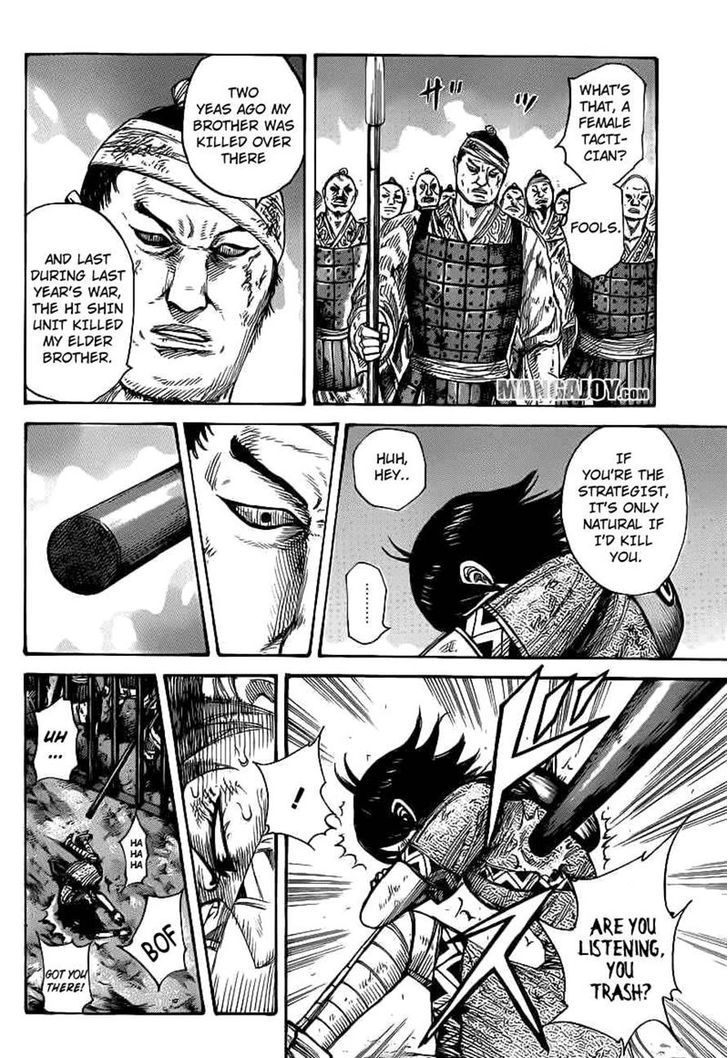 WHAT'S
THAT, A
FEMALE
TACTI-
CIAN?
FOOLS.
ザッ
MANGAJOY.COM
TWO
YEAS AGO MY
BROTHER WAS
KILLED OVER
THERE
AND LAST
DURING LAST
YEAR'S WAR,
THE HI SHIN
UNIT KILLED
MY ELDER
BROTHER.
IF
YOU'RE THE
STRATEGIST,
IT'S ONLY
NATURAL IF
I'D KILL
YOU.
HUH,
HEY..
........
ARE YOU
LISTENING,
YOU
TRASH?
!
UH
...
HA
HA
HA
BOF
GOT YOU
THERE!